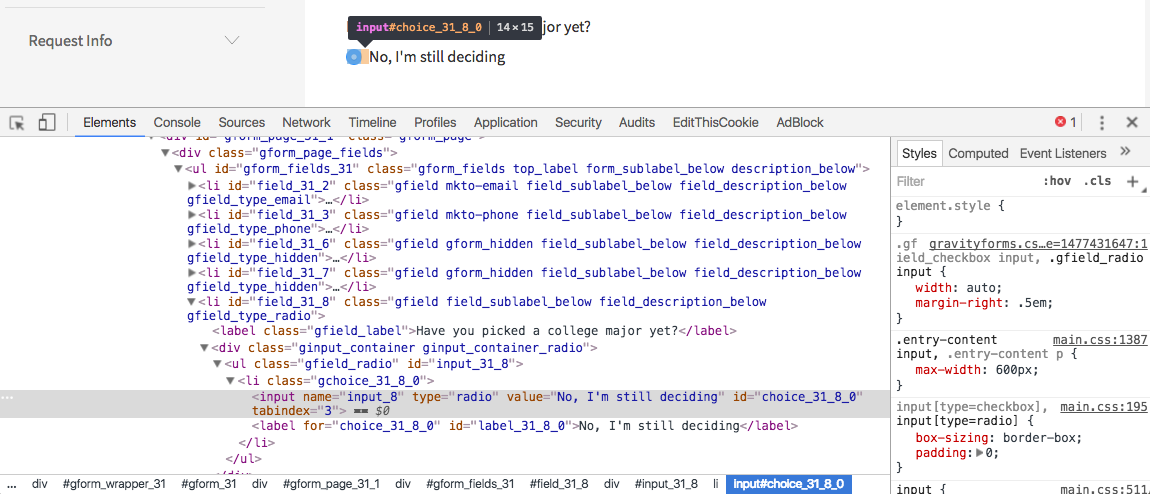 input#choice_31_8_0 | 14 × 15
jor yet?
Request Info
No, I'm still deciding
Elements Console Sources Network Timeline Profiles Application Security Audits EditThisCookie AdBlock 1
<div class="gform_page_fields">
<ul id="gform_fields_31" class="gform_fields top_label form_sublabel_below description_below">
<li id="field_31_2" class="gfield mkto-email field_sublabel_below field_description_below
gfield_type_email">…</li>
<li id="field_31_3" class="gfield mkto-phone field_sublabel_below field_description_below
gfield_type_phone">…</li>
<li id="field_31_6" class="gfield gform_hidden field_sublabel_below field_description_below
gfield_type_hidden">…</li>
<li id="field_31_7" class="gfield gform_hidden field_sublabel_below field_description_below
gfield_type_hidden">…</li>
<li id="field_31_8" class="gfield field_sublabel_below field_description_below
gfield_type_radio">
<label class="gfield_label">Have you picked a college major yet?</label>
<div class="ginput_container ginput_container_radio">
<ul class="gfield_radio" id="input_31_8">
<li class="gchoice_31_8_0">
... <input name="input_8" type="radio" value="No, I'm still deciding" id="choice_31_8_0"
tabindex="3"> == $0
<label for="choice_31_8_0" id="label_31_8_0">No, I'm still deciding</label>
</li>
</ul>
... div #gform_wrapper_31 #gform_31 div #gform_page_31_1 div #gform_fields_31 #field_31_8 div #input_31_8 li input#choice_31_8_0
Styles Computed Event Listeners »
Filter :hov .cls +
element.style {
}
.gf gravityforms.cs…e=1477431647:1
ield_checkbox input, .gfield_radio
input {
width: auto;
margin-right: .5em;
}
.entry-content main.css:1387
input, .entry-content p {
max-width: 600px;
}
input[type=checkbox], main.css:195
input[type=radio] {
box-sizing: border-box;
padding: 0;
}
input { main.css:511